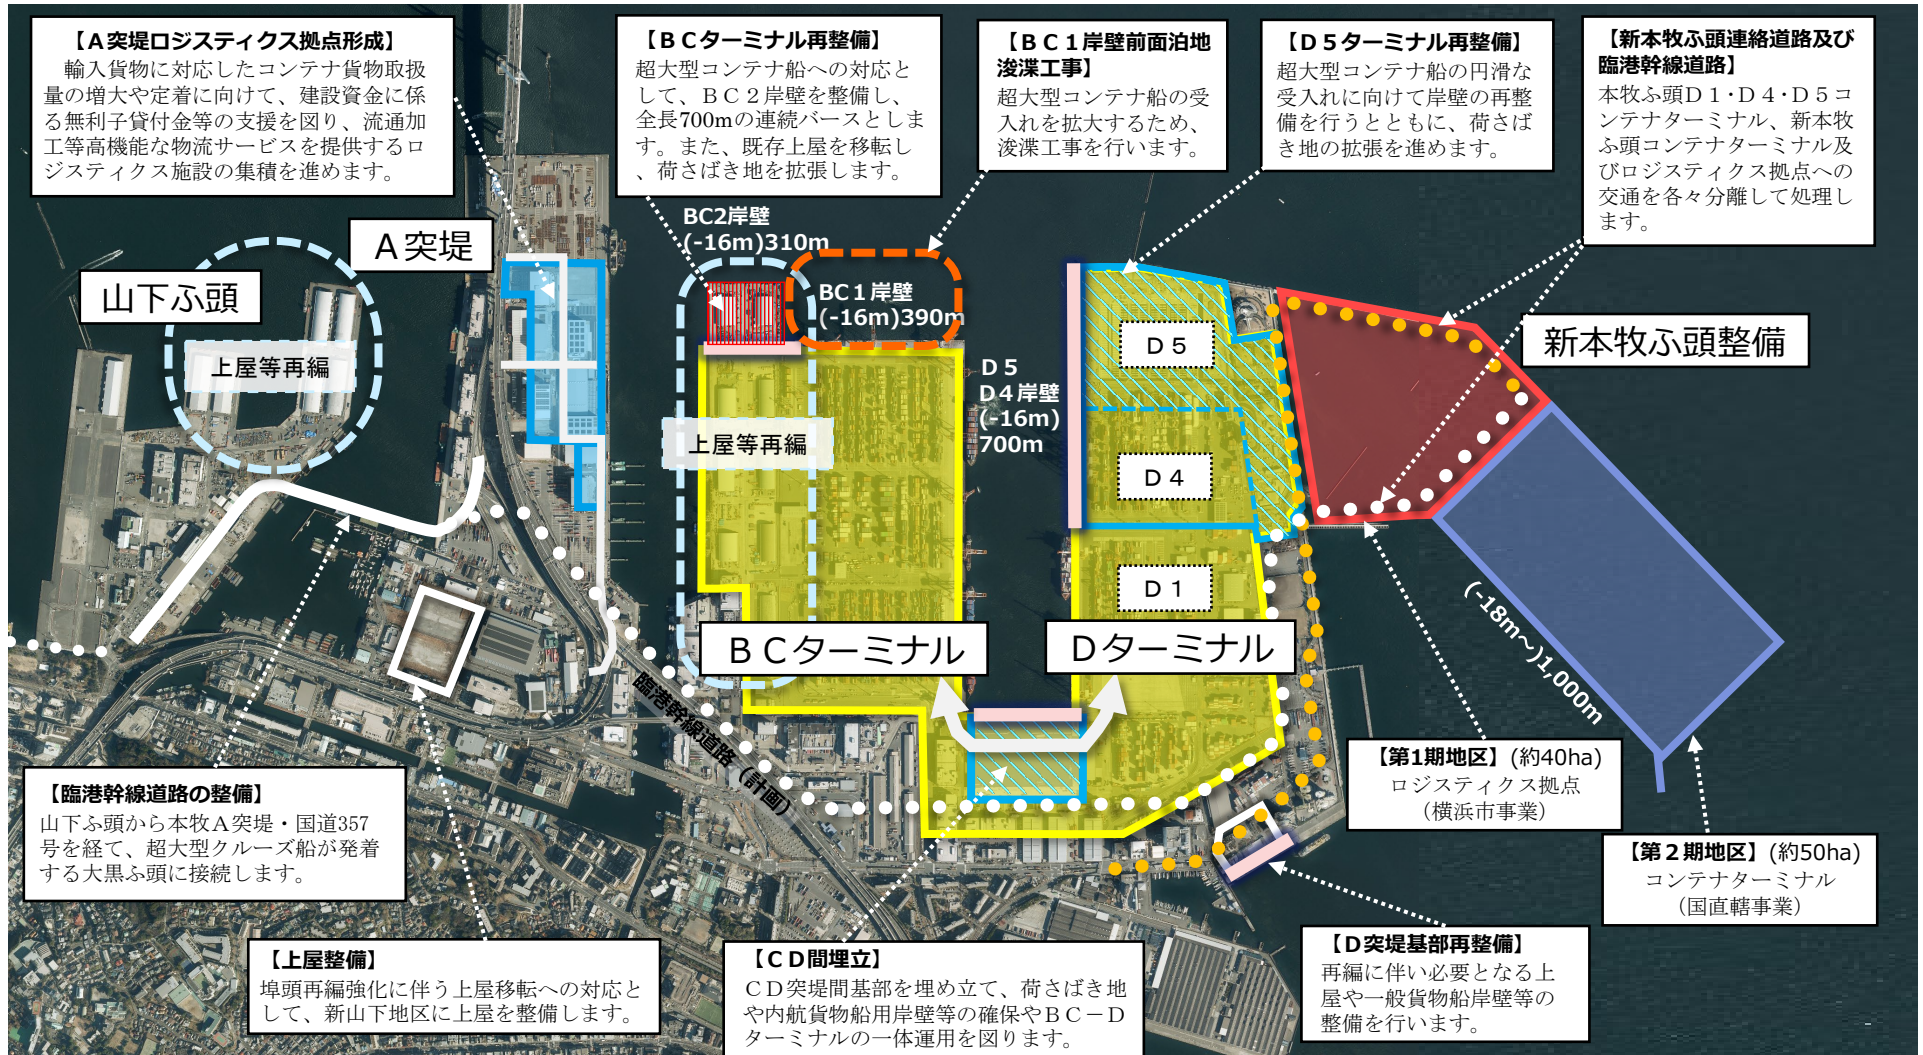 【A突堤ロジスティクス拠点形成】
輸入貨物に対応したコンテナ貨物取扱
量の増大や定着に向けて、建設資金に係
る無利子貸付金等の支援を図り、流通加
工等高機能な物流サービスを提供するロ
ジスティクス施設の集積を進めます。
【BCターミナル再整備】
超大型コンテナ船への対応と
して、BC2岸壁を整備し、
全長700mの連続バースとしま
す。また、既存上屋を移転し
、荷さばき地を拡張します。
【BC1岸壁前面泊地
浚渫工事】
超大型コンテナ船の受
入れを拡大するため、
浚渫工事を行います。
【D5ターミナル再整備】
超大型コンテナ船の円滑な
受入れに向けて岸壁の再整
備を行うとともに、荷さば
き地の拡張を進めます。
【新本牧ふ頭連絡道路及び
臨港幹線道路】
本牧ふ頭D1・D4・D5コ
ンテナターミナル、新本牧
ふ頭コンテナターミナル及
びロジスティクス拠点への
交通を各々分離して処理し
ます。
A突堤
山下ふ頭
上屋等再編
BC2岸壁
(-16m)310m
BC1岸壁
(-16m)390m
上屋等再編
D5
D4岸壁
(-16m)
700m
D5
D4
D1
新本牧ふ頭整備
BCターミナル
Dターミナル
臨港幹線道路(計画)
(-18m~)1,000m
【第1期地区】(約40ha)
ロジスティクス拠点
(横浜市事業)
【第2期地区】(約50ha)
コンテナターミナル
(国直轄事業)
【臨港幹線道路の整備】
山下ふ頭から本牧A突堤・国道357
号を経て、超大型クルーズ船が発着
する大黒ふ頭に接続します。
【上屋整備】
埠頭再編強化に伴う上屋移転への対応と
して、新山下地区に上屋を整備します。
【CD間埋立】
CD突堤間基部を埋め立て、荷さばき地
や内航貨物船用岸壁等の確保やBC-D
ターミナルの一体運用を図ります。
【D突堤基部再整備】
再編に伴い必要となる上
屋や一般貨物船岸壁等の
整備を行います。